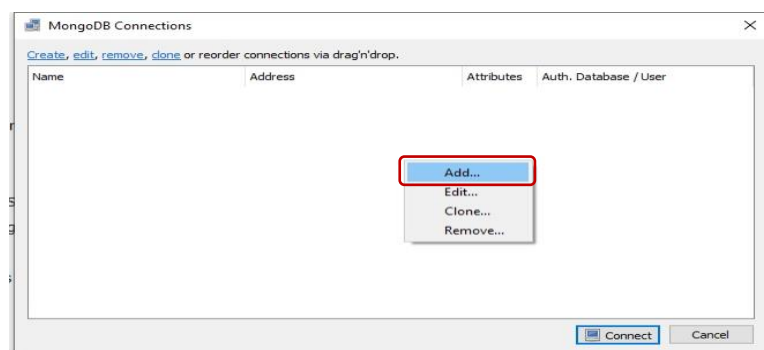 MongoDB Connections
Create, edit, remove, clone or reorder connections via drag'n'drop.
Name Address Attributes Auth. Database / User
Add...
Edit...
Clone...
Remove...
Connect Cancel